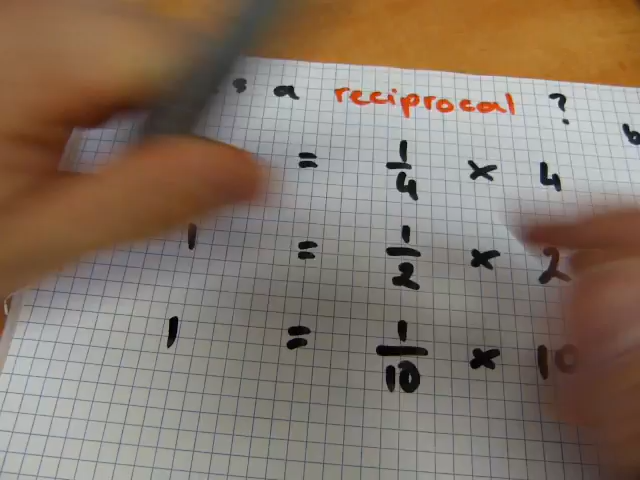 s a reciprocal ?
b
= 1/4 × 4
1 = 1/2 × 2
1 = 1/10 × 10